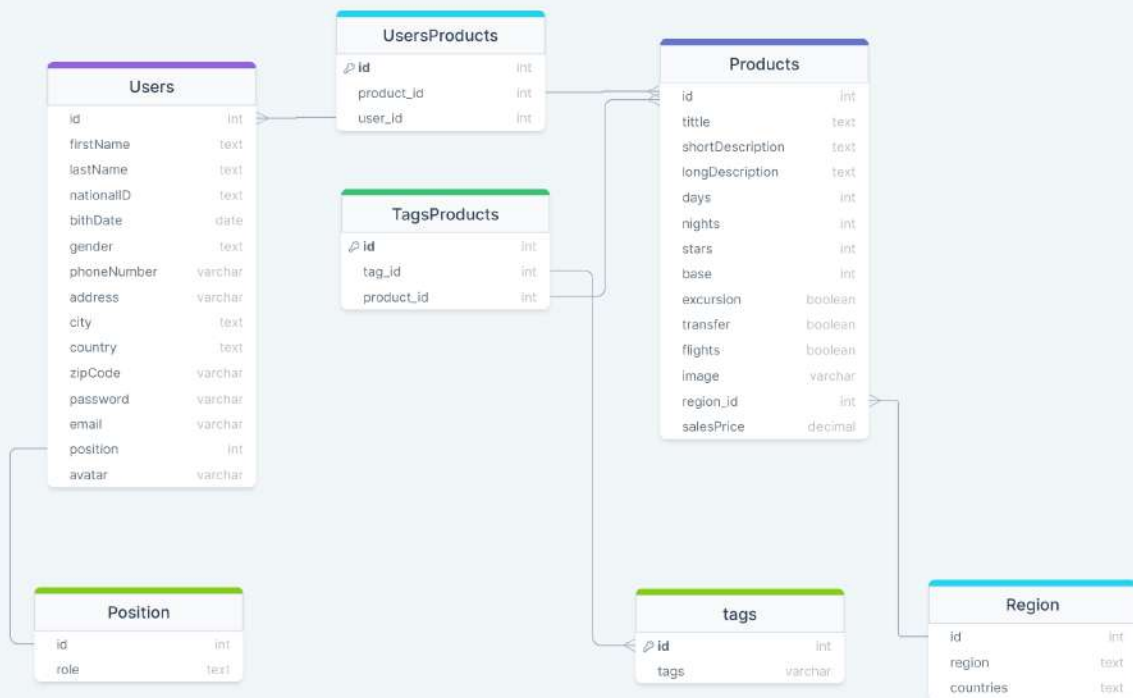 UsersProducts
id int
product_id int
user_id int
Users
id int
firstName text
lastName text
nationalID text
bithDate date
gender text
phoneNumber varchar
address varchar
city text
country text
zipCode varchar
password varchar
email varchar
position int
avatar varchar
Products
id int
tittle text
shortDescription text
longDescription text
days int
nights int
stars int
base int
excursion boolean
transfer boolean
flights boolean
image varchar
region_id int
salesPrice decimal
TagsProducts
id int
tag_id int
product_id int
Position
id int
role text
tags
id int
tags varchar
Region
id int
region text
countries text